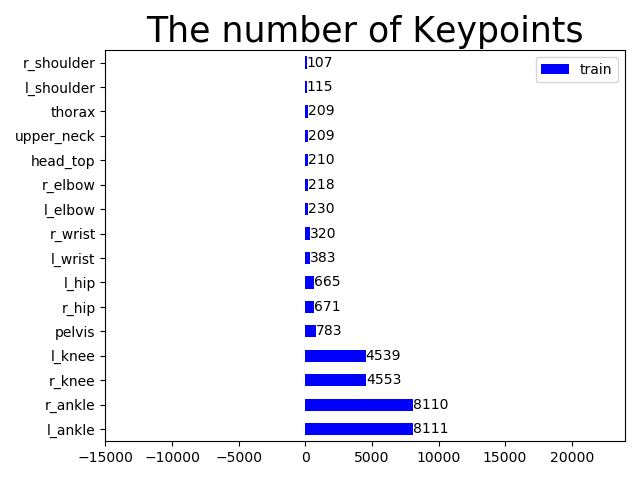 The number of Keypoints
train
r_shoulder 107
l_shoulder 115
thorax 209
upper_neck 209
head_top 210
r_elbow 218
l_elbow 230
r_wrist 320
l_wrist 383
l_hip 665
r_hip 671
pelvis 783
l_knee 4539
r_knee 4553
r_ankle 8110
l_ankle 8111
−15000 −10000 −5000 0 5000 10000 15000 20000